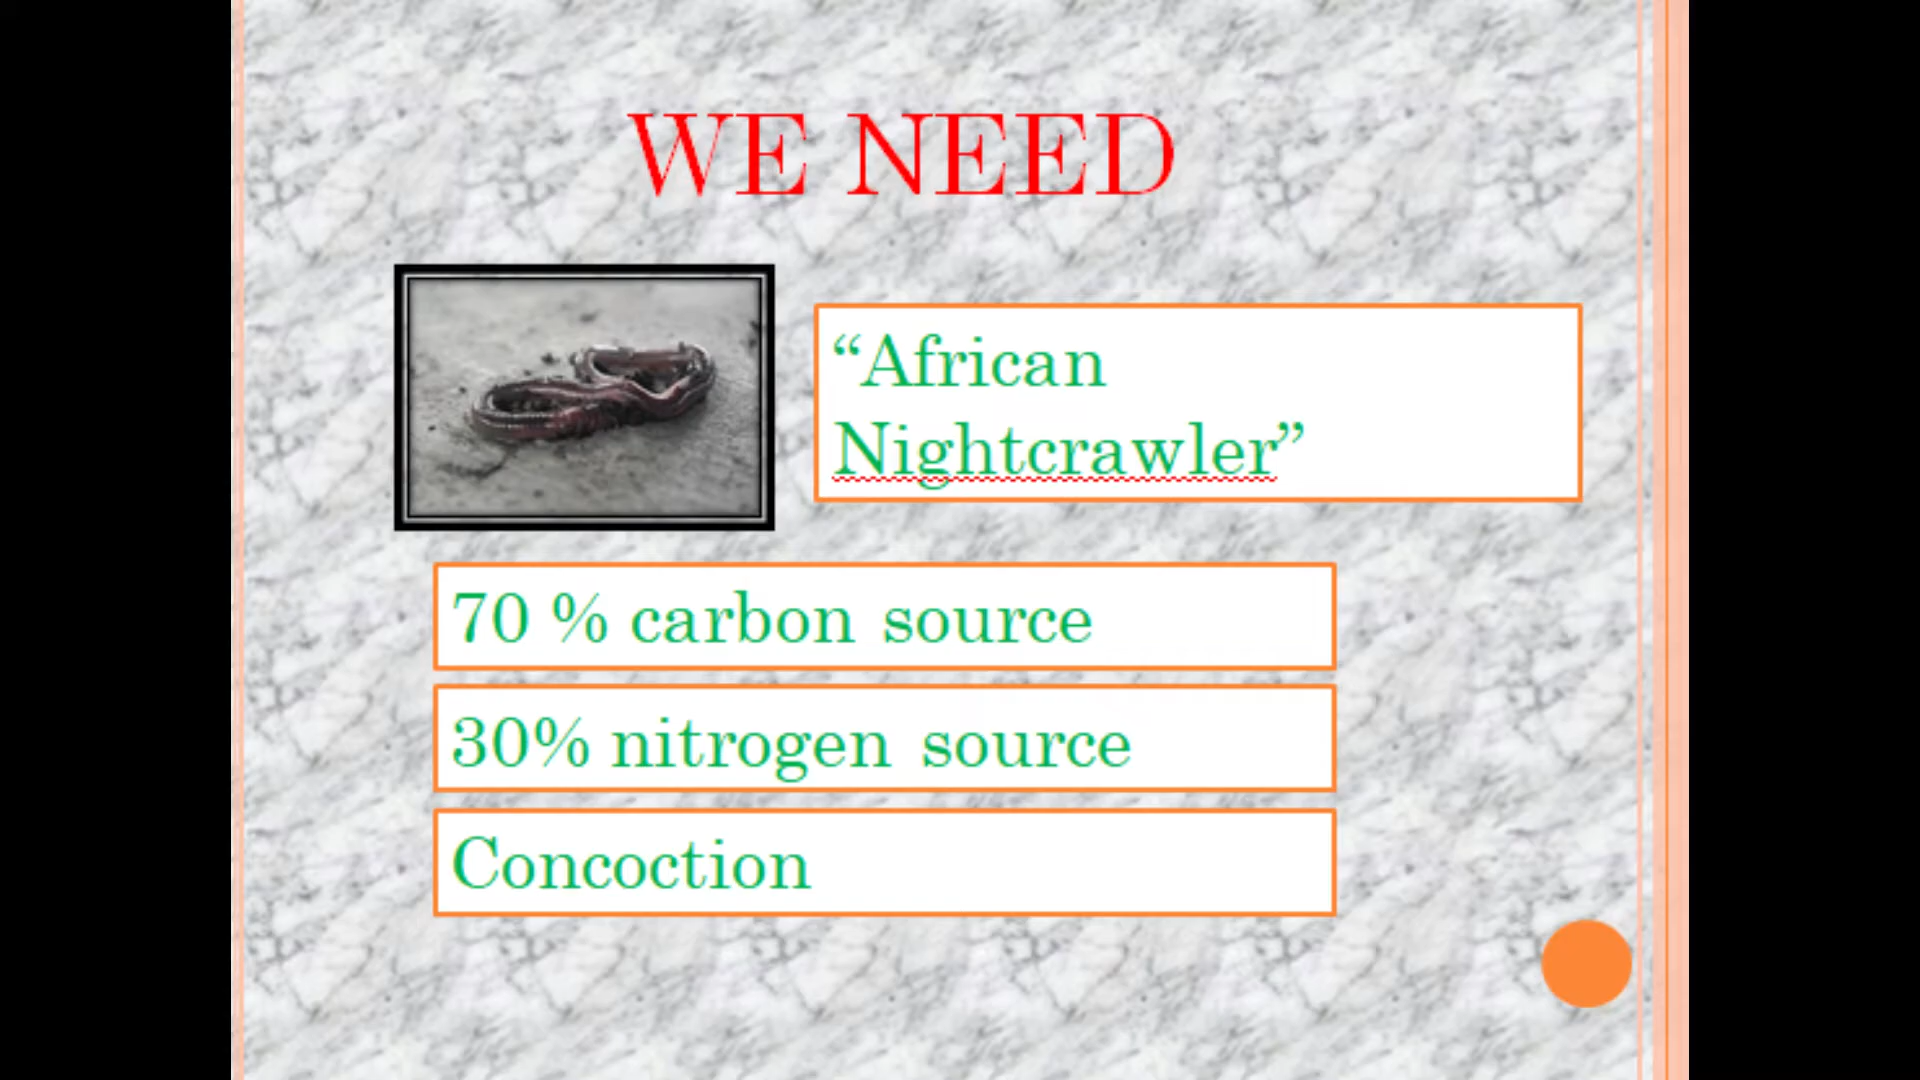 WE NEED
“African
Nightcrawler”
70 % carbon source
30% nitrogen source
Concoction